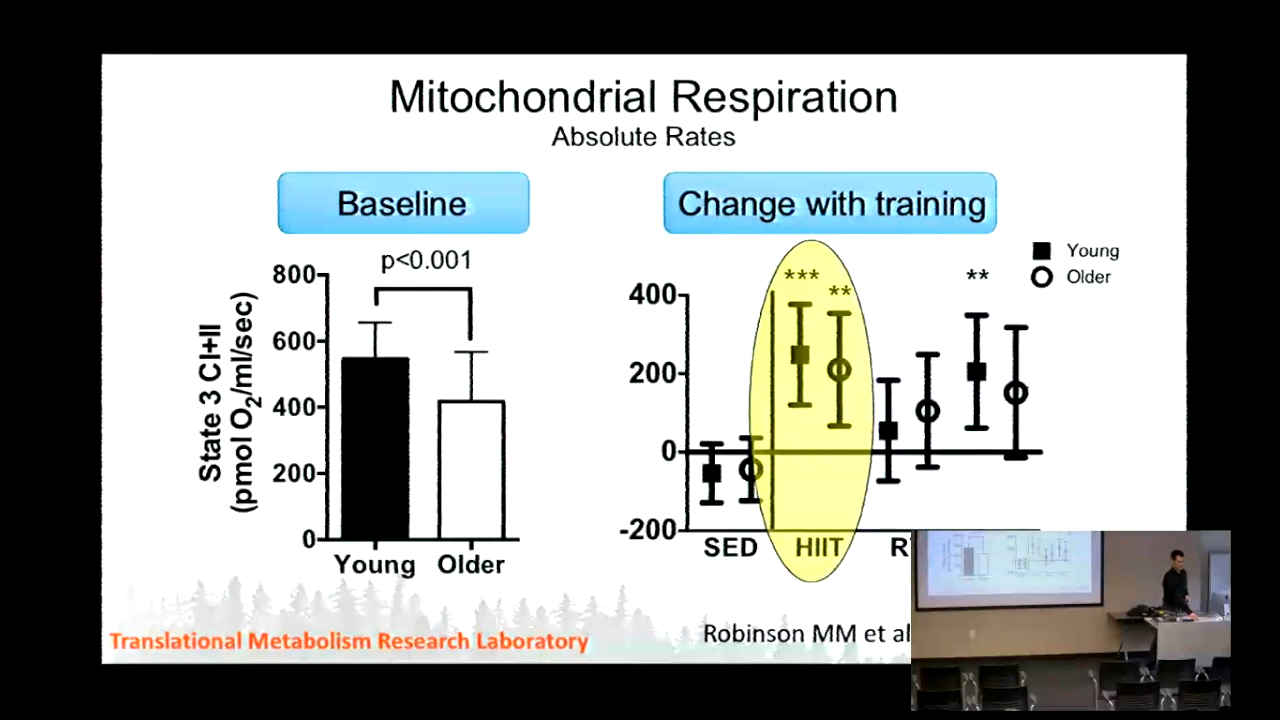 Mitochondrial Respiration
Absolute Rates
Baseline
Change with training
p<0.001
800
600
400
200
0
State 3 CI+II
(pmol O₂/ml/sec)
Young
Older
Young
Older
***
**
**
400
200
0
-200
SED
HIIT
R
Translational Metabolism Research Laboratory
Robinson MM et al